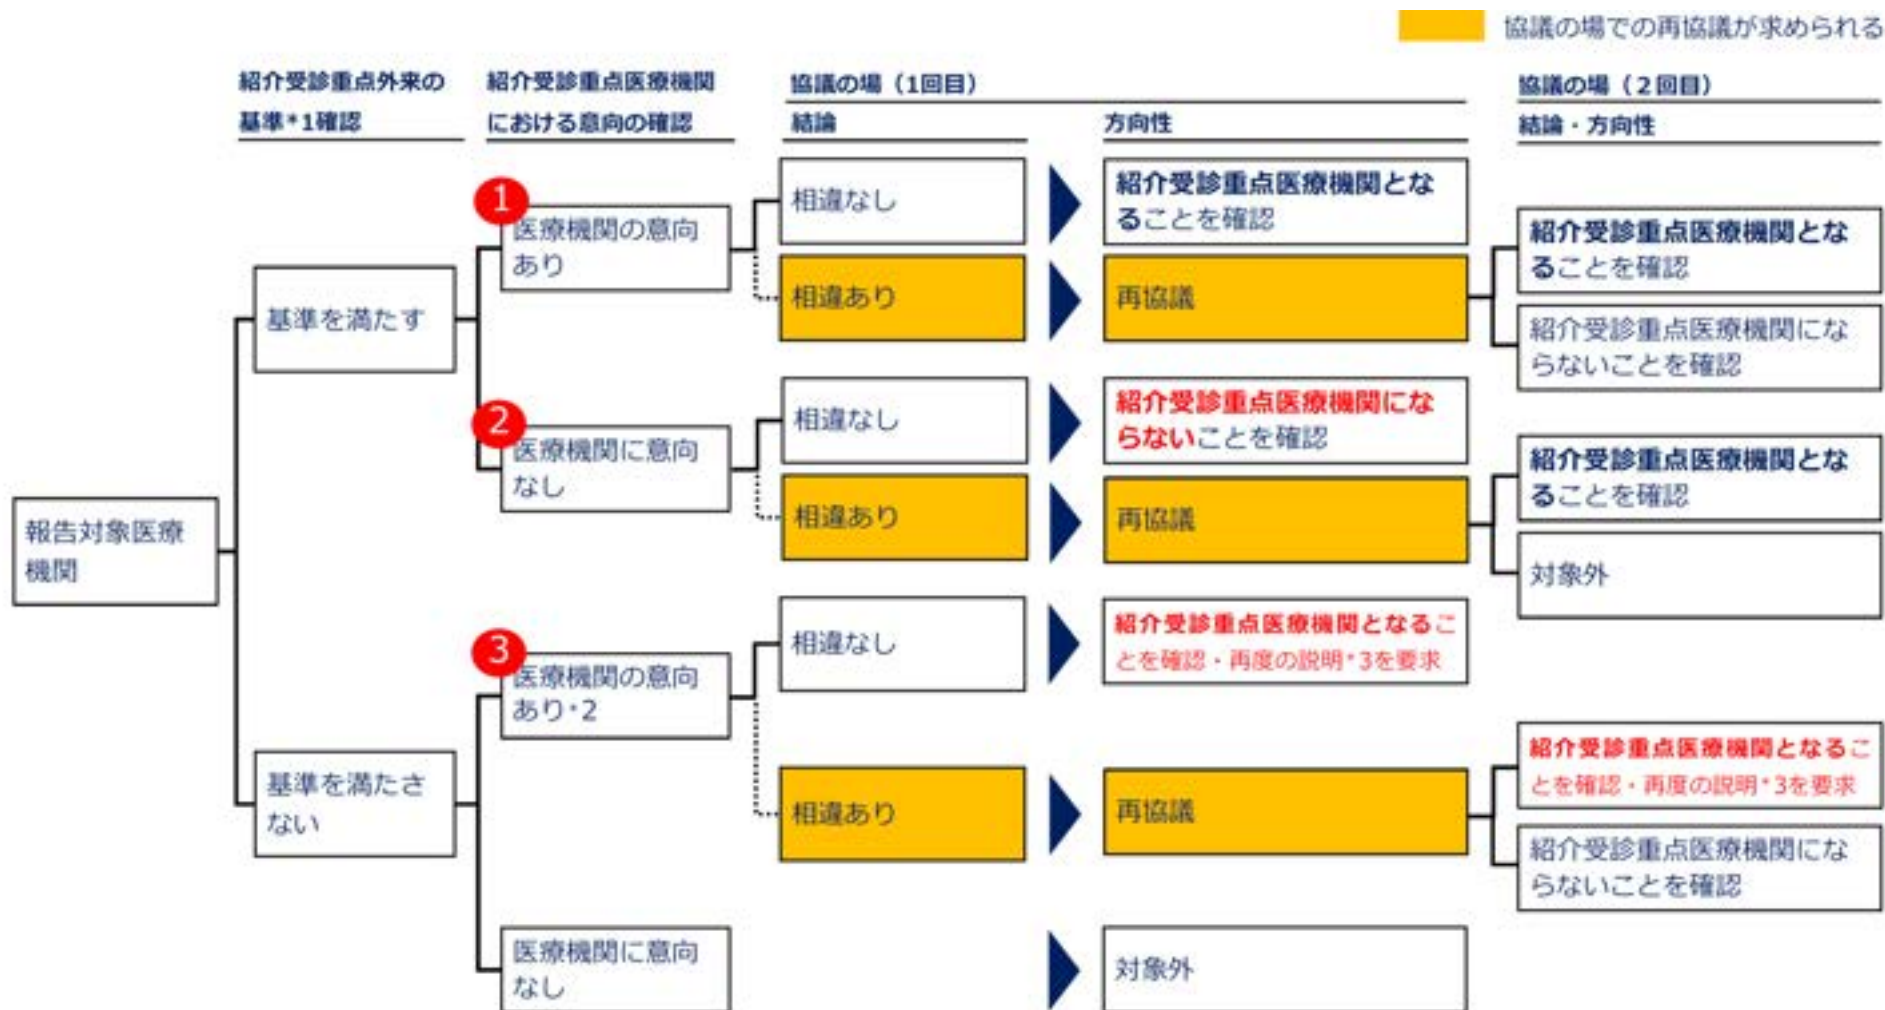 協議の場での再協議が求められる
紹介受診重点外来の
基準*1確認
紹介受診重点医療機関
における意向の確認
協議の場（1回目）
結論
方向性
協議の場（２回目）
結論・方向性
報告対象医療
機関
基準を満たす
1
医療機関の意向
あり
相違なし
紹介受診重点医療機関とな
ることを確認
相違あり
再協議
紹介受診重点医療機関とな
ることを確認
紹介受診重点医療機関にな
らないことを確認
2
医療機関に意向
なし
相違なし
紹介受診重点医療機関にな
らないことを確認
相違あり
再協議
紹介受診重点医療機関とな
ることを確認
対象外
基準を満たさ
ない
3
医療機関の意向
あり*2
相違なし
紹介受診重点医療機関となるこ
とを確認・再度の説明*3を要求
相違あり
再協議
紹介受診重点医療機関となるこ
とを確認・再度の説明*3を要求
紹介受診重点医療機関にな
らないことを確認
医療機関に意向
なし
対象外